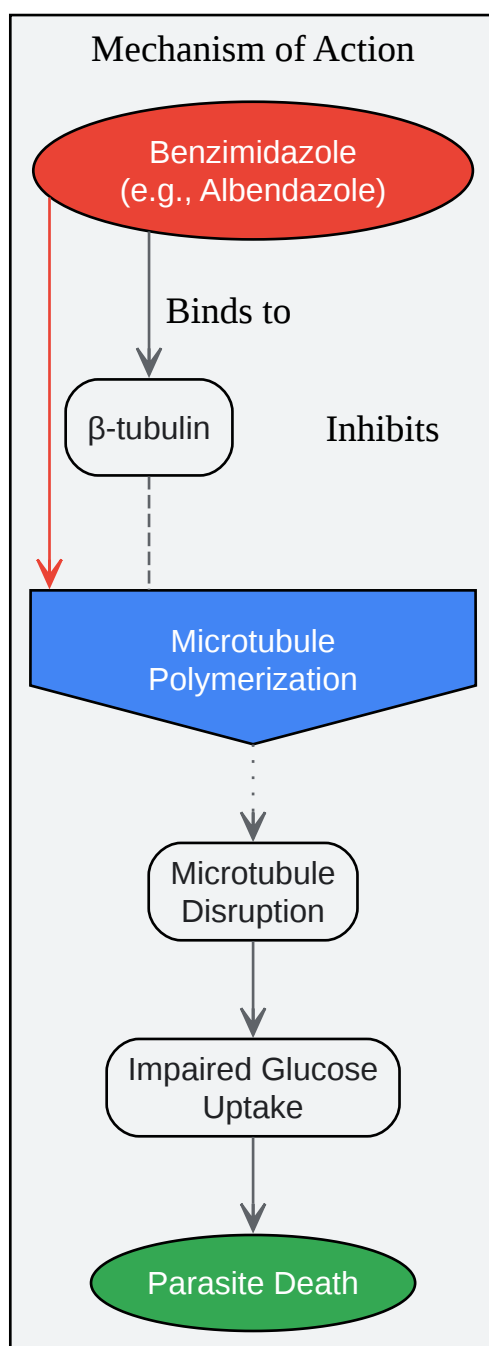 Mechanism of Action
Benzimidazole
(e.g., Albendazole)
Binds to
β-tubulin
Inhibits
Microtubule
Polymerization
Microtubule
Disruption
Impaired Glucose
Uptake
Parasite Death